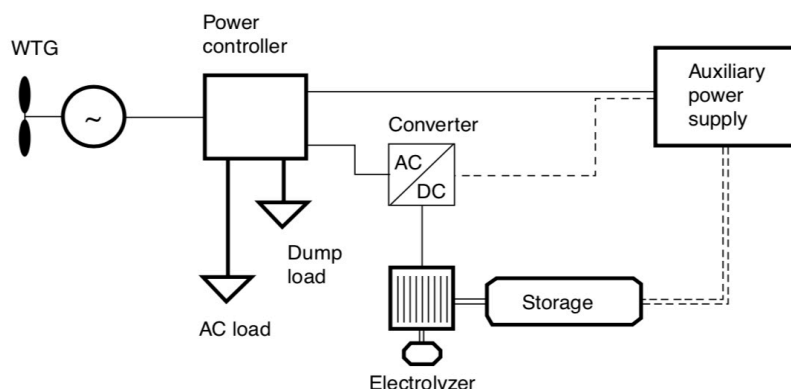 Power
controller
WTG
~
Auxiliary
power
supply
Converter
AC
DC
Dump
load
Storage
AC load
Electrolyzer